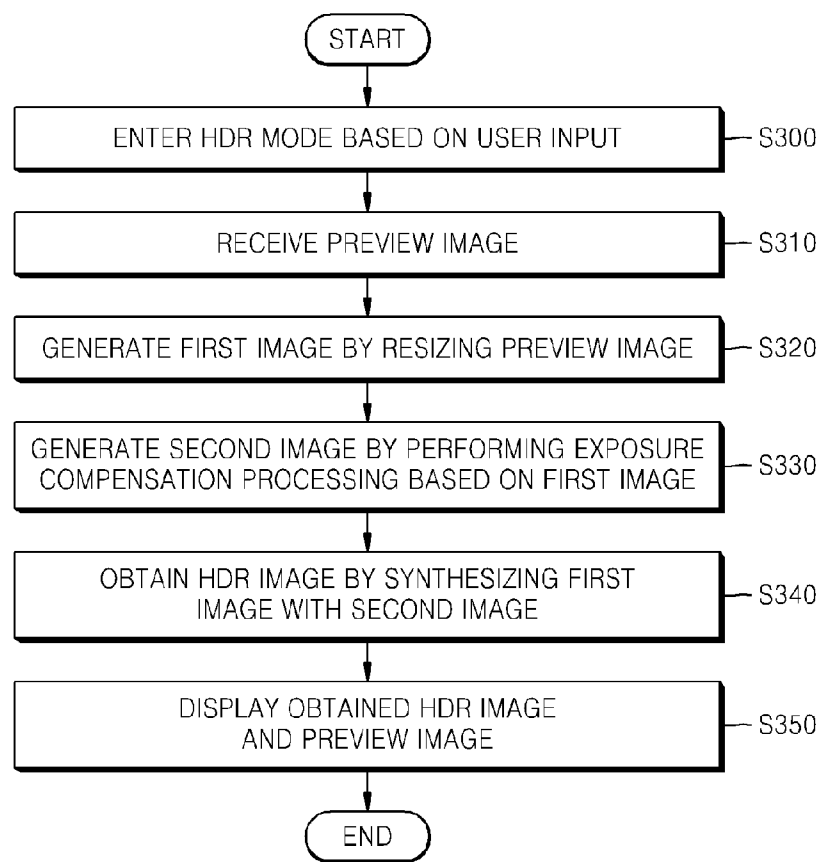 START
ENTER HDR MODE BASED ON USER INPUT
S300
RECEIVE PREVIEW IMAGE
S310
GENERATE FIRST IMAGE BY RESIZING PREVIEW IMAGE
S320
GENERATE SECOND IMAGE BY PERFORMING EXPOSURE
COMPENSATION PROCESSING BASED ON FIRST IMAGE
S330
OBTAIN HDR IMAGE BY SYNTHESIZING FIRST
IMAGE WITH SECOND IMAGE
S340
DISPLAY OBTAINED HDR IMAGE
AND PREVIEW IMAGE
S350
END